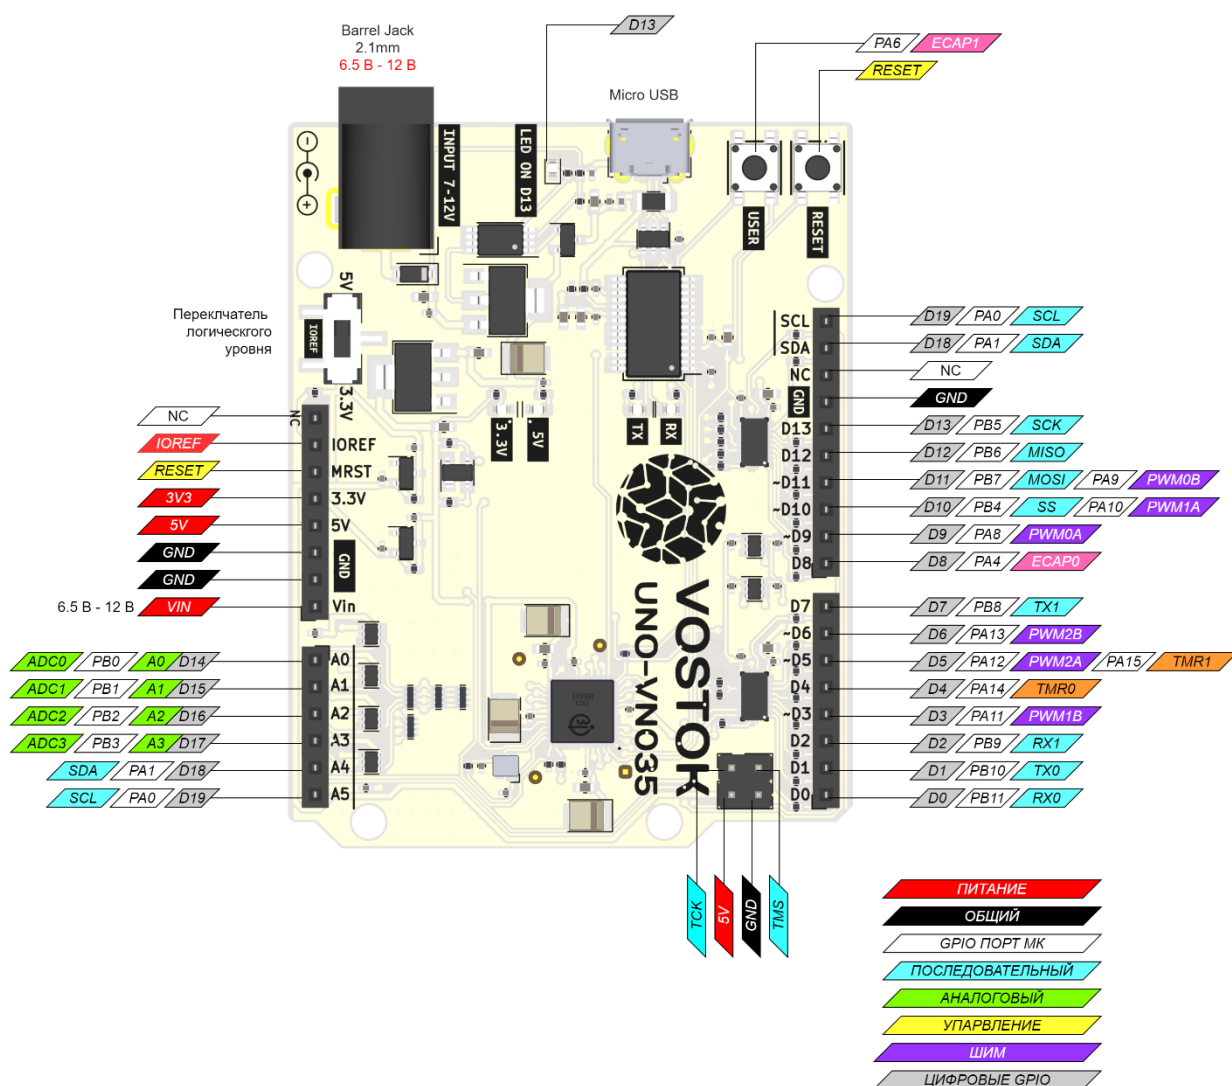 D13
Barrel Jack
2.1mm
6.5 В - 12 В
PA6 ECAP1
RESET
Micro USB
INPUT 7-12V
LED ON D13
USER
RESET
5V
IOREF
3.3V
Переклчатель
логическгого
уровня
3.3V
5V
TX
RX
NC
NC
IOREF IOREF
RESET MRST
3V3 3.3V
5V 5V
GND
GND
GND
6.5 В - 12 В VIN Vin
ADC0 PB0 A0 D14 A0
ADC1 PB1 A1 D15 A1
ADC2 PB2 A2 D16 A2
ADC3 PB3 A3 D17 A3
SDA PA1 D18 A4
SCL PA0 D19 A5
VOSTOK
UNO-VN035
SCL D19 PA0 SCL
SDA D18 PA1 SDA
NC NC
GND GND
D13 D13 PB5 SCK
D12 D12 PB6 MISO
~D11 D11 PB7 MOSI PA9 PWM0B
~D10 D10 PB4 SS PA10 PWM1A
~D9 D9 PA8 PWM0A
D8 D8 PA4 ECAP0
D7 D7 PB8 TX1
~D6 D6 PA13 PWM2B
~D5 D5 PA12 PWM2A PA15 TMR1
D4 D4 PA14 TMR0
~D3 D3 PA11 PWM1B
D2 D2 PB9 RX1
D1 D1 PB10 TX0
D0 D0 PB11 RX0
TCK
5V
GND
TMS
ПИТАНИЕ
ОБЩИЙ
GPIO ПОРТ МК
ПОСЛЕДОВАТЕЛЬНЫЙ
АНАЛОГОВЫЙ
УПАРВЛЕНИЕ
ШИМ
ЦИФРОВЫЕ GPIO